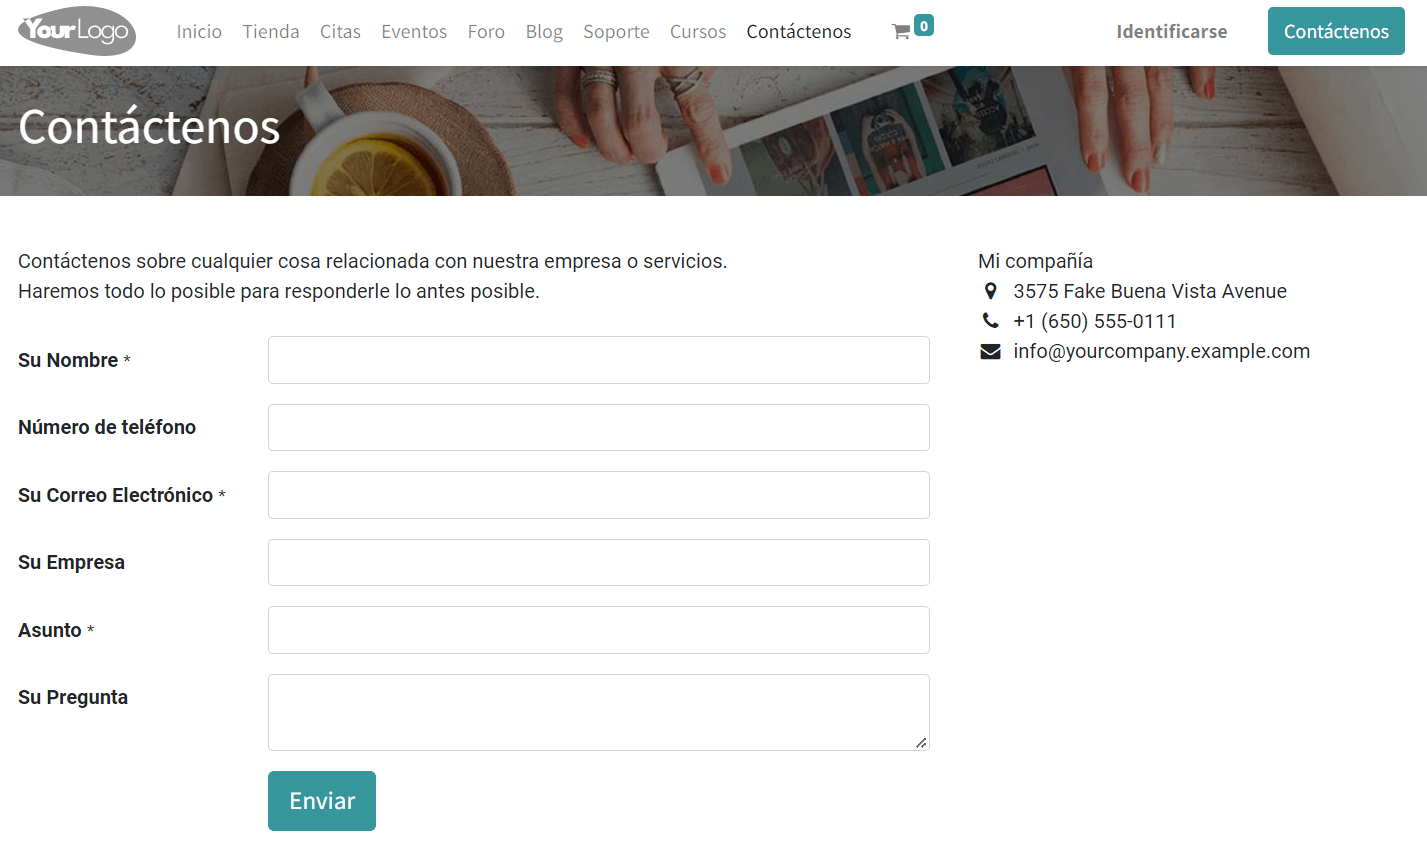 YourLogo
Inicio Tienda Citas Eventos Foro Blog Soporte Cursos Contáctenos 0 Identificarse Contáctenos
Contáctenos
Contáctenos sobre cualquier cosa relacionada con nuestra empresa o servicios.
Haremos todo lo posible para responderle lo antes posible.
Su Nombre *
Número de teléfono
Su Correo Electrónico *
Su Empresa
Asunto *
Su Pregunta
Enviar
Mi compañía
3575 Fake Buena Vista Avenue
+1 (650) 555-0111
info@yourcompany.example.com